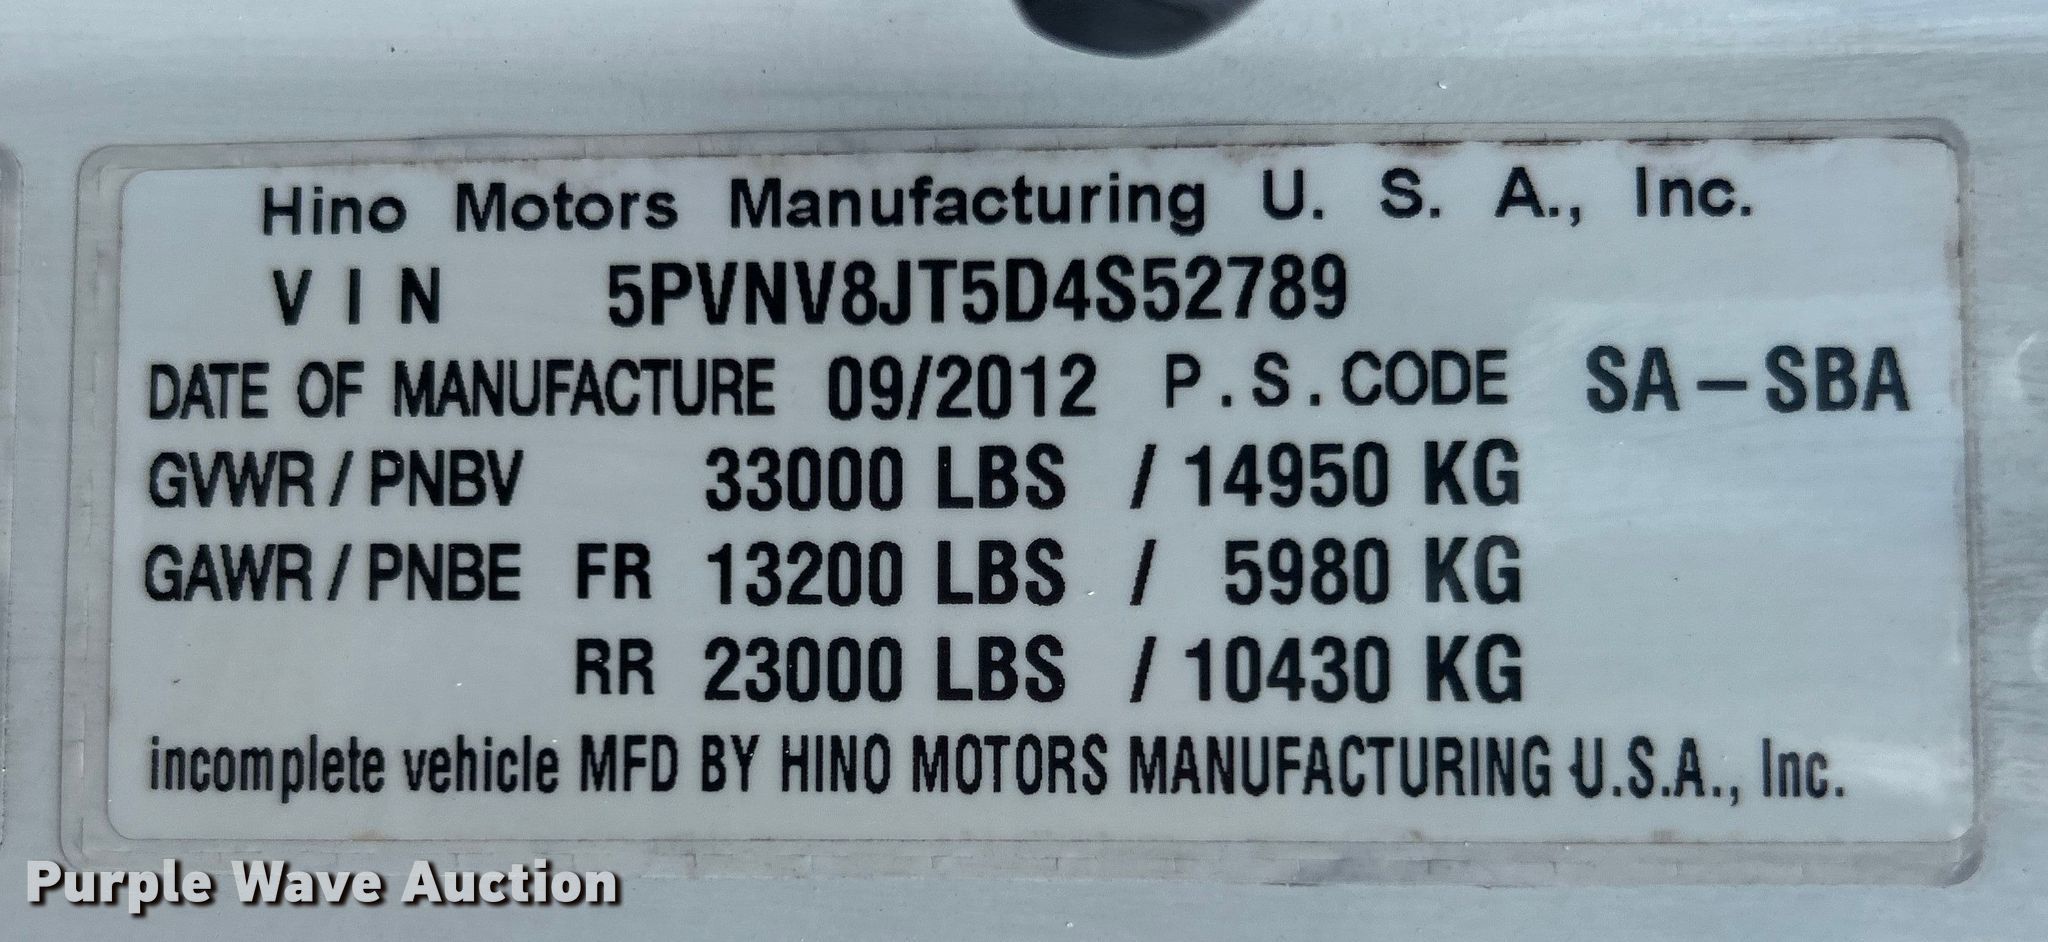 Hino Motors Manufacturing U. S. A., Inc.
VIN 5PVNV8JT5D4S52789
DATE OF MANUFACTURE 09/2012 P.S.CODE SA-SBA
GVWR/PNBV 33000 LBS / 14950 KG
GAWR/PNBE FR 13200 LBS / 5980 KG
RR 23000 LBS / 10430 KG
incomplete vehicle MFD BY HINO MOTORS MANUFACTURING U.S.A., Inc.
Purple Wave Auction